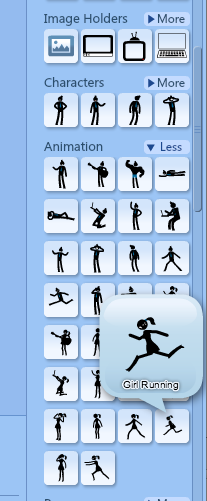 Image Holders More
Characters More
Animation Less
Girl Running